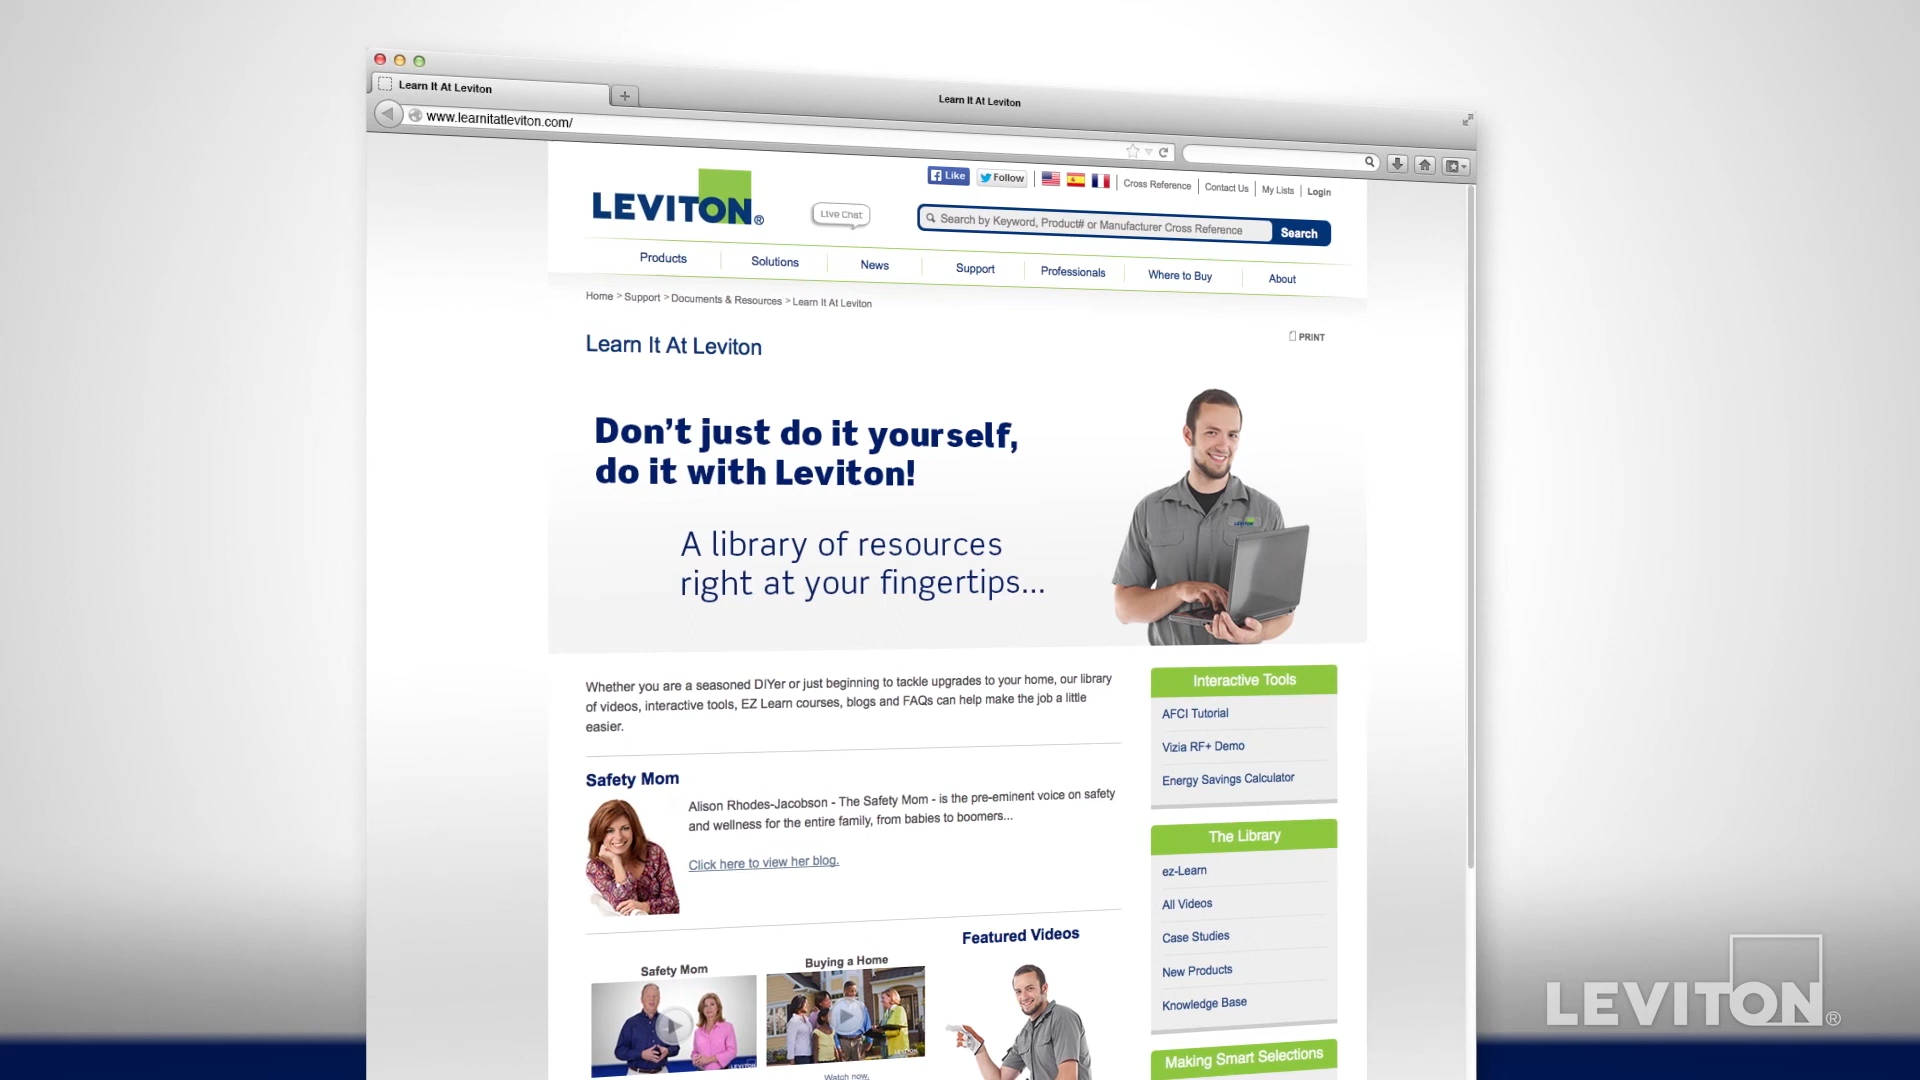 Learn It At Leviton
Learn It At Leviton
www.learnitatleviton.com/
LEVITON®
Live Chat
Like
Follow
Cross Reference
Contact Us
My Lists
Login
Search by Keyword, Product# or Manufacturer Cross Reference
Search
Products
Solutions
News
Support
Professionals
Where to Buy
About
Home > Support > Documents & Resources > Learn It At Leviton
Learn It At Leviton
PRINT
Don't just do it yourself,
do it with Leviton!
LEVITON
A library of resources
right at your fingertips...
Whether you are a seasoned DIYer or just beginning to tackle upgrades to your home, our library
of videos, interactive tools, EZ Learn courses, blogs and FAQs can help make the job a little
easier.
Safety Mom
Alison Rhodes-Jacobson - The Safety Mom - is the pre-eminent voice on safety
and wellness for the entire family, from babies to boomers...
Click here to view her blog.
Featured Videos
Safety Mom
LEVITON
Buying a Home
LEVITON
Watch now.
Interactive Tools
AFCI Tutorial
Vizia RF+ Demo
Energy Savings Calculator
The Library
ez-Learn
All Videos
Case Studies
New Products
Knowledge Base
Making Smart Selections
LEVITON®